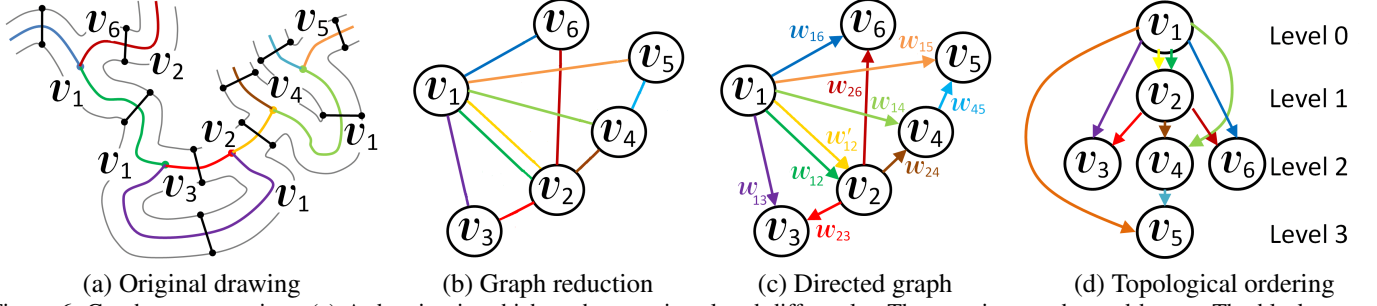 v6
v2
v1
v5
v4
v2
v1
v1
v3
v1
(a) Original drawing
v6
v5
v1
v4
v2
v3
(b) Graph reduction
v6
w16
w15
v5
v1
w26
w14
w45
v4
w'12
w12
w24
w13
v2
v3
w23
(c) Directed graph
v1
Level 0
v2
Level 1
v3
v4
v6
Level 2
v5
Level 3
(d) Topological ordering